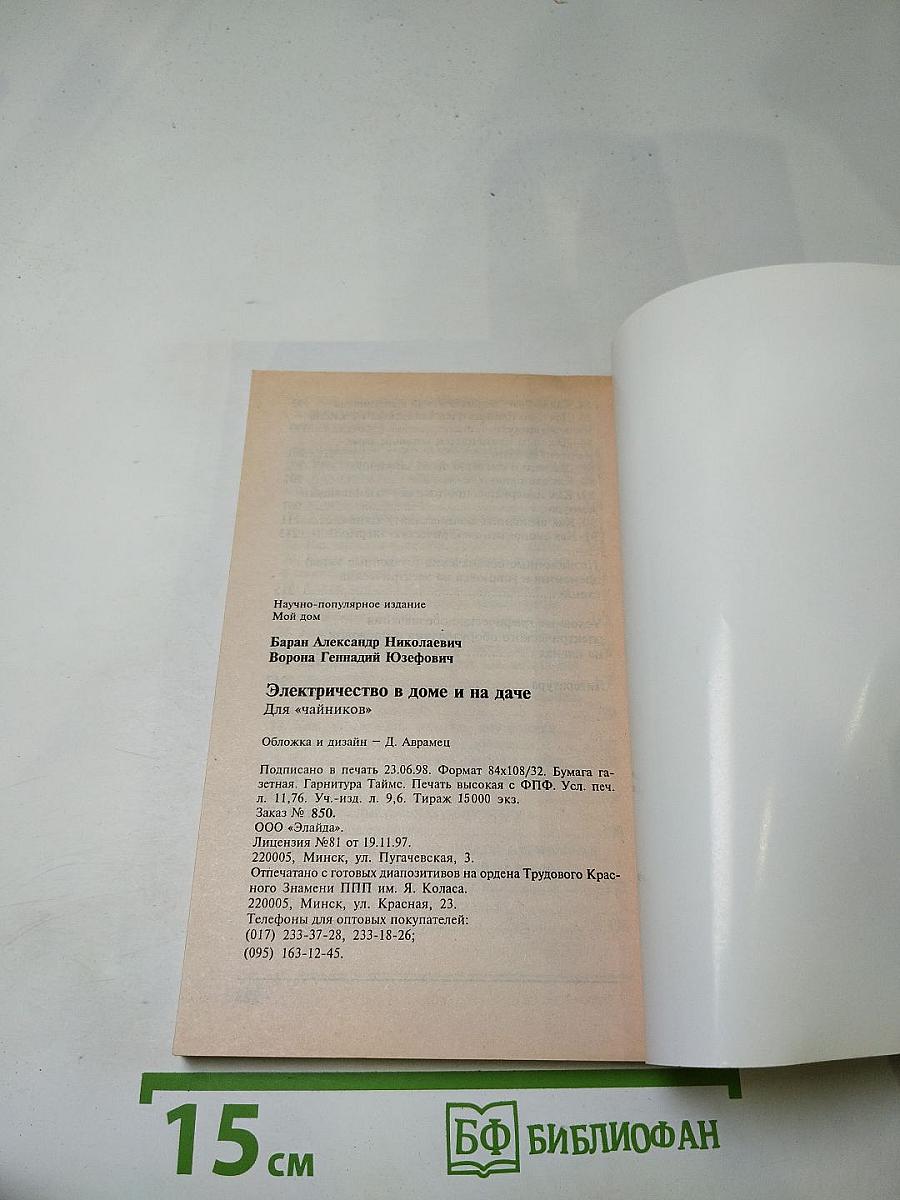 Научно-популярное издание
Мой дом
Баран Александр Николаевич
Ворона Геннадий Юзефович
Электричество в доме и на даче
Для «чайников»
Обложка и дизайн — Д. Аврамец
Подписано в печать 23.06.98. Формат 84х108/32. Бумага га-
зетная. Гарнитура Таймс. Печать высокая с ФПФ. Усл. печ.
л. 11,76. Уч.-изд. л. 9,6. Тираж 15000 экз.
Заказ № 850.
ООО «Элайда».
Лицензия №81 от 19.11.97.
220005, Минск, ул. Пугачевская, 3.
Отпечатано с готовых диапозитивов на ордена Трудового Крас-
ного Знамени ППП им. Я. Коласа.
220005, Минск, ул. Красная, 23.
Телефоны для оптовых покупателей:
(017) 233-37-28, 233-18-26;
(095) 163-12-45.
15 см
БФ БИБЛИОФАН